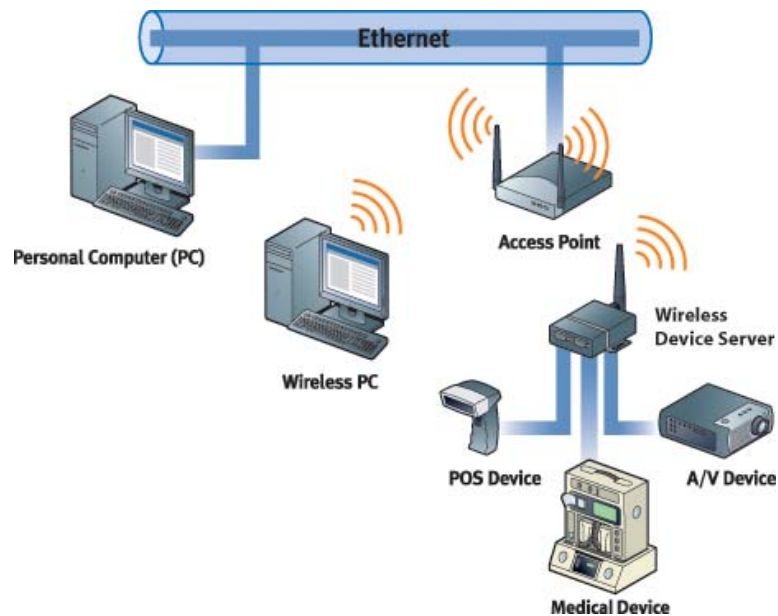 Ethernet
Personal Computer (PC)
Access Point
Wireless PC
Wireless
Device Server
POS Device
A/V Device
Medical Device